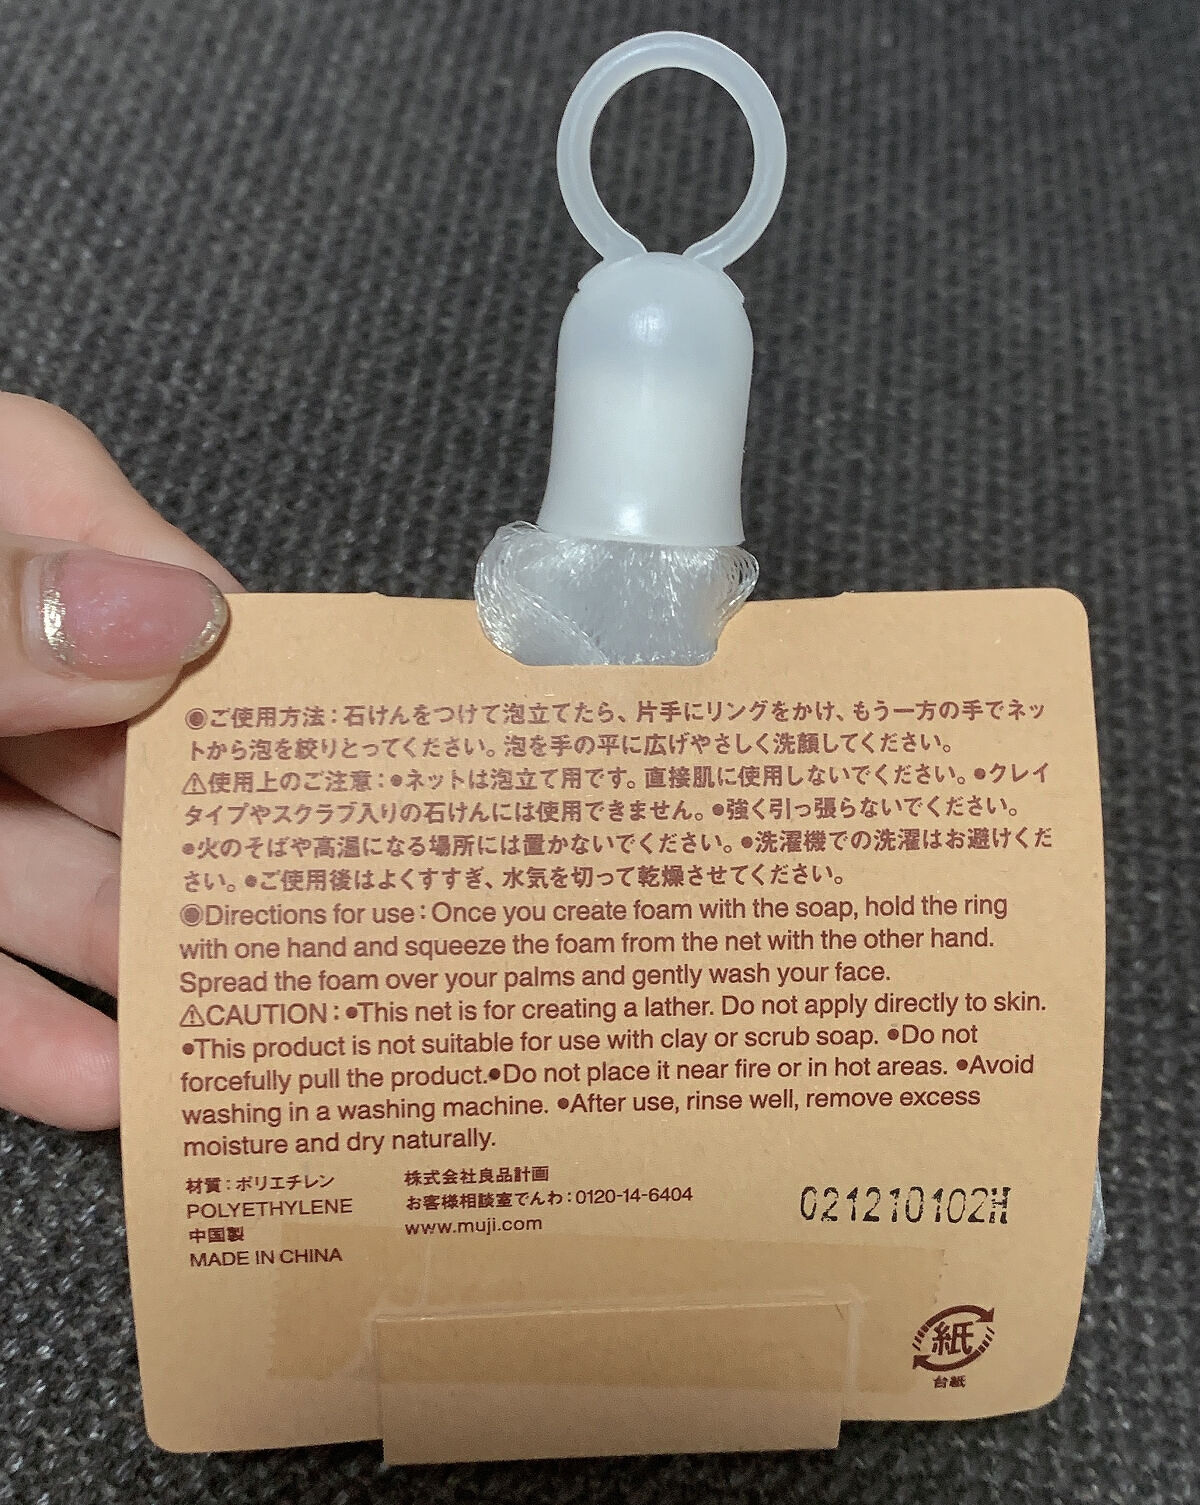 ◉ご使用方法：石けんをつけて泡立てたら、片手にリングをかけ、もう一方の手でネッ
トから泡を絞りとってください。泡を手の平に広げやさしく洗顔してください。
⚠使用上のご注意：●ネットは泡立て用です。直接肌に使用しないでください。●クレイ
タイプやスクラブ入りの石けんには使用できません。●強く引っ張らないでください。
●火のそばや高温になる場所には置かないでください。●洗濯機での洗濯はお避けくだ
さい。●ご使用後はよくすすぎ、水気を切って乾燥させてください。
◉Directions for use：Once you create foam with the soap, hold the ring
with one hand and squeeze the foam from the net with the other hand.
Spread the foam over your palms and gently wash your face.
⚠CAUTION：●This net is for creating a lather. Do not apply directly to skin.
●This product is not suitable for use with clay or scrub soap. ●Do not
forcefully pull the product.●Do not place it near fire or in hot areas. ●Avoid
washing in a washing machine. ●After use, rinse well, remove excess
moisture and dry naturally.
材質：ポリエチレン
POLYETHYLENE
中国製
MADE IN CHINA
株式会社良品計画
お客様相談室でんわ：0120-14-6404
www.muji.com
021210102H
紙
台紙